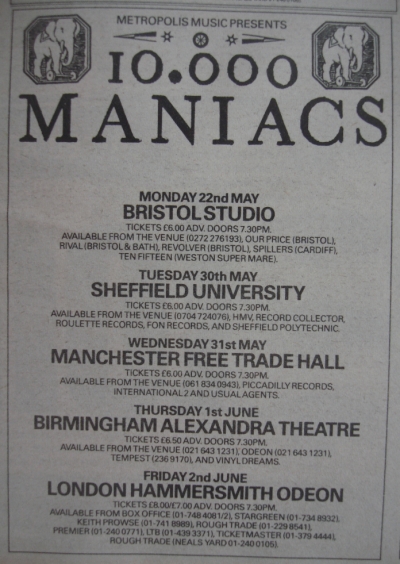 METROPOLIS MUSIC PRESENTS
10.000
MANIACS
MONDAY 22nd MAY
BRISTOL STUDIO
TICKETS £6.00 ADV. DOORS 7.30PM.
AVAILABLE FROM THE VENUE (0272 276193), OUR PRICE (BRISTOL),
RIVAL (BRISTOL & BATH), REVOLVER (BRISTOL), SPILLERS (CARDIFF),
TEN FIFTEEN (WESTON SUPER MARE).
TUESDAY 30th MAY
SHEFFIELD UNIVERSITY
TICKETS £6.00 ADV. DOORS 7.30PM.
AVAILABLE FROM THE VENUE (0704 724076), HMV, RECORD COLLECTOR,
ROULETTE RECORDS, FON RECORDS, AND SHEFFIELD POLYTECHNIC.
WEDNESDAY 31st MAY
MANCHESTER FREE TRADE HALL
TICKETS £6.00 ADV. DOORS 7.30PM.
AVAILABLE FROM THE VENUE (061 834 0943), PICCADILLY RECORDS,
INTERNATIONAL 2 AND USUAL AGENTS.
THURSDAY 1st JUNE
BIRMINGHAM ALEXANDRA THEATRE
TICKETS £6.50 ADV. DOORS 7.30PM.
AVAILABLE FROM THE VENUE (021 643 1231), ODEON (021 643 1231),
TEMPEST (236 9170), AND VINYL DREAMS.
FRIDAY 2nd JUNE
LONDON HAMMERSMITH ODEON
TICKETS £8.00/£7.00 ADV. DOORS 7.30PM.
AVAILABLE FROM BOX OFFICE (01-748 4081/2), STARGREEN (01-734 8932),
KEITH PROWSE (01-741 8989), ROUGH TRADE (01-229 8541),
PREMIER (01-240 0771), LTB (01-439 3371), TICKETMASTER (01-379 4444),
ROUGH TRADE (NEALS YARD 01-240 0105).